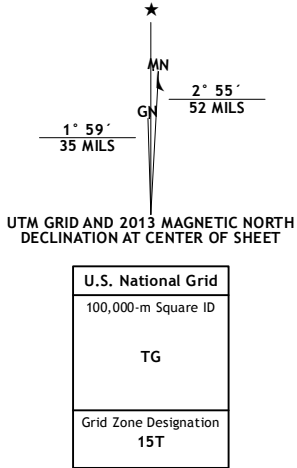 ★
MN
GN
2° 55´
52 MILS
1° 59´
35 MILS
UTM GRID AND 2013 MAGNETIC NORTH
DECLINATION AT CENTER OF SHEET
U.S. National Grid
100,000-m Square ID
TG
Grid Zone Designation
15T